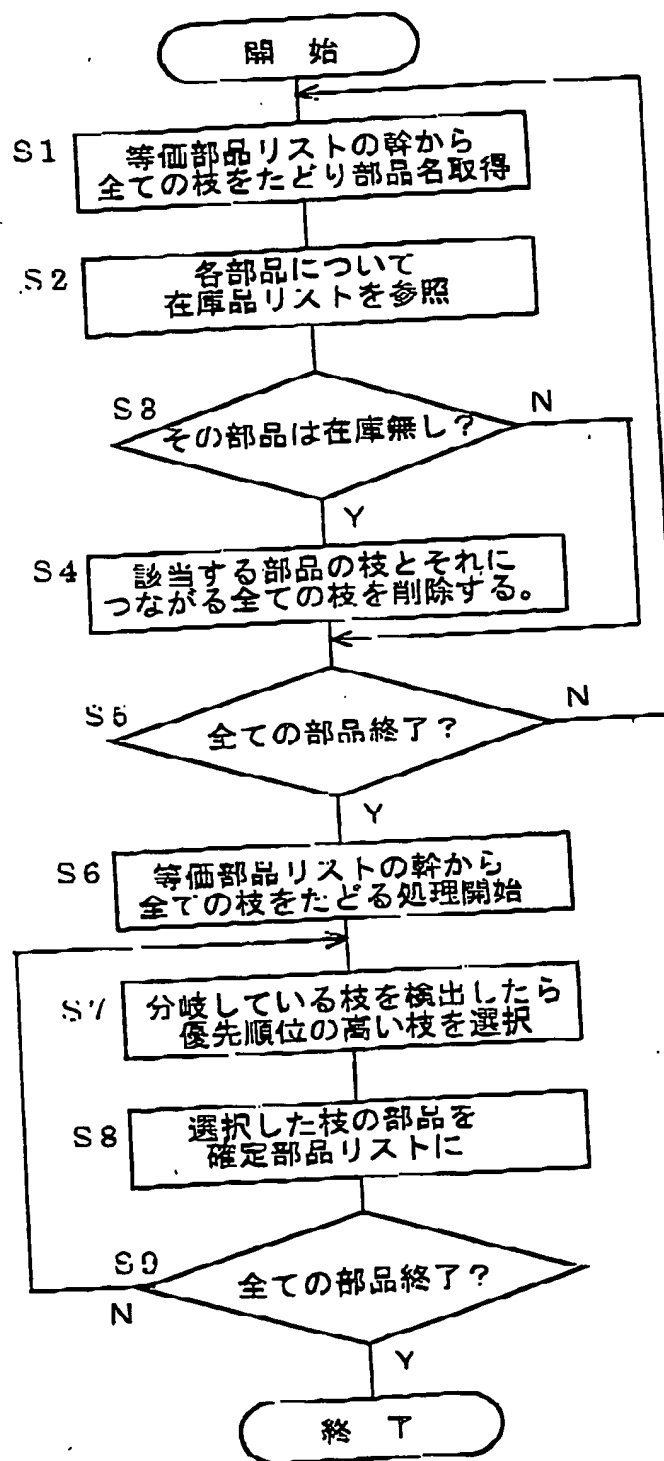 開始
S1
等価部品リストの幹から
全ての枝をたどり部品名取得
S2
各部品について
在庫品リストを参照
S3
その部品は在庫無し?
N
Y
S4
該当する部品の枝とそれに
つながる全ての枝を削除する。
S5
全ての部品終了?
N
Y
S6
等価部品リストの幹から
全ての枝をたどる処理開始
S7
分岐している枝を検出したら
優先順位の高い枝を選択
S8
選択した枝の部品を
確定部品リストに
S9
全ての部品終了?
N
Y
終了